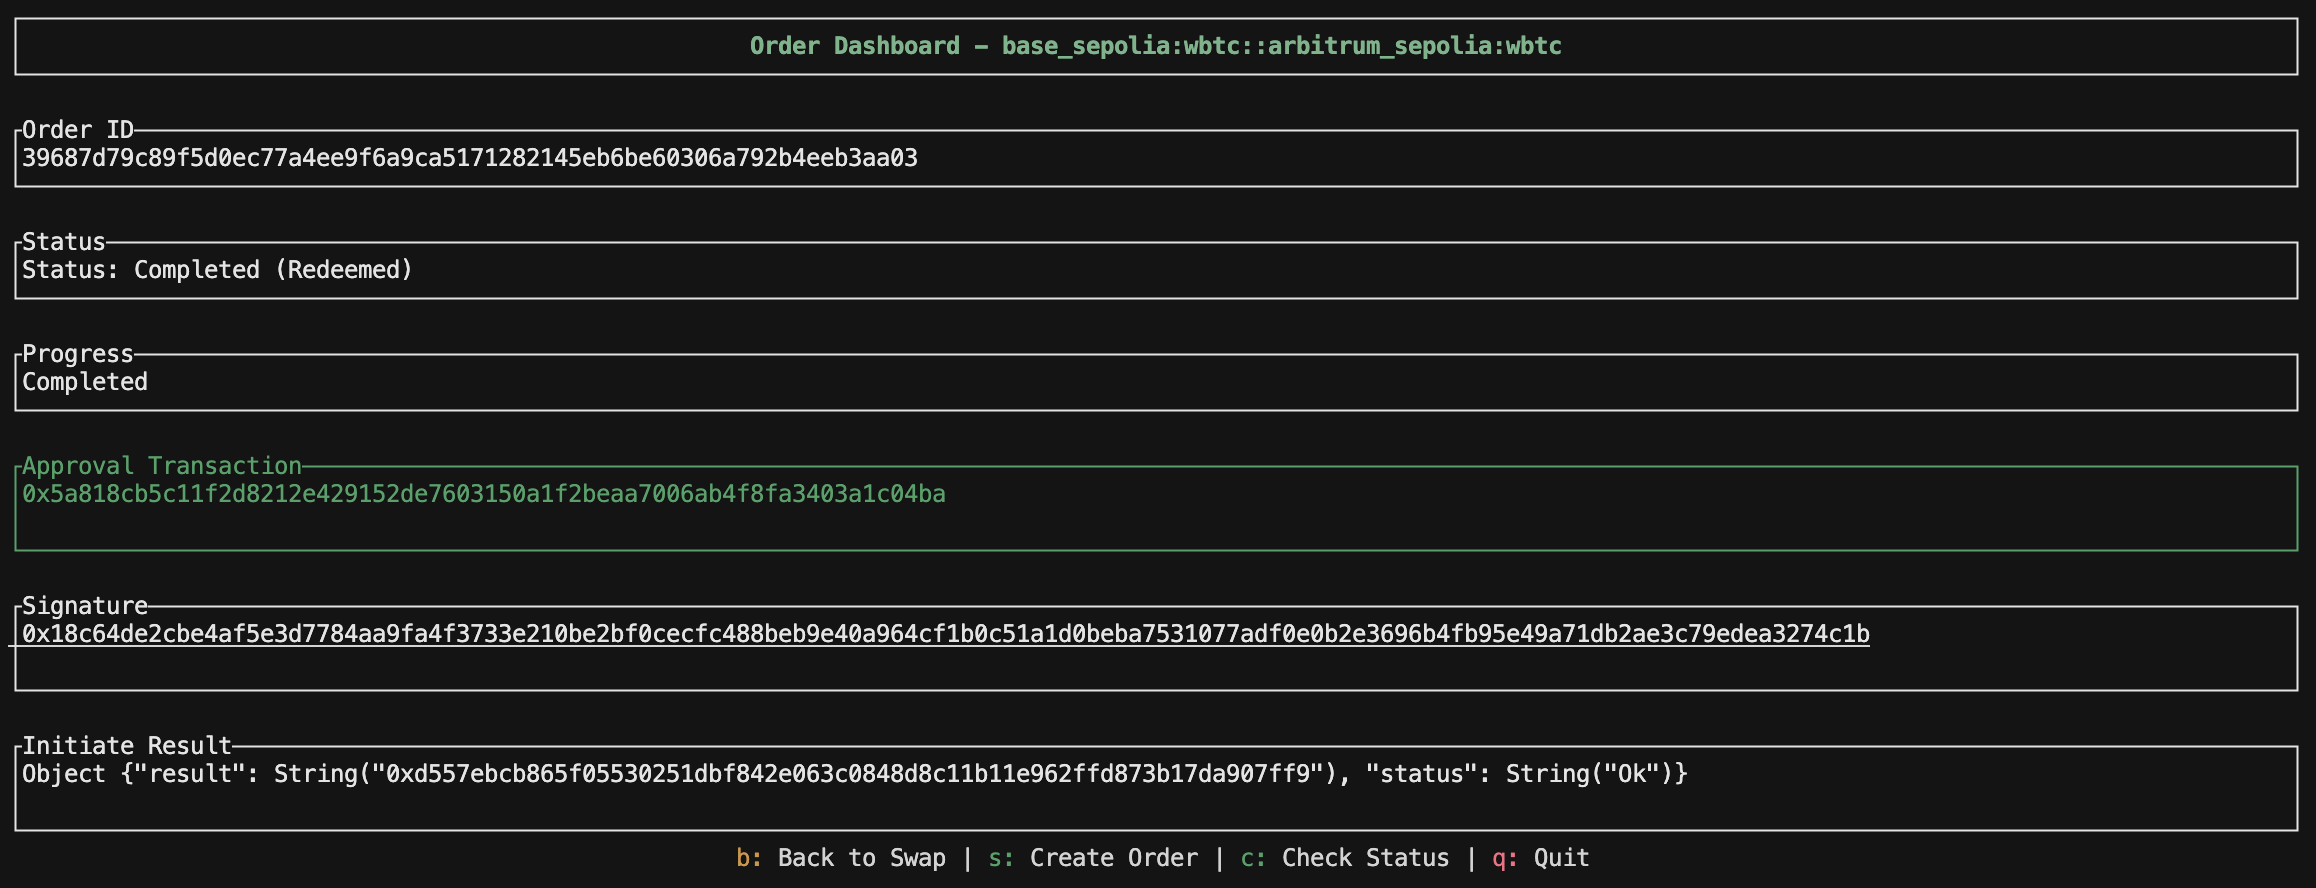 Order Dashboard - base_sepolia:wbtc::arbitrum_sepolia:wbtc
Order ID
39687d79c89f5d0ec77a4ee9f6a9ca5171282145eb6be60306a792b4eeb3aa03
Status
Status: Completed (Redeemed)
Progress
Completed
Approval Transaction
0x5a818cb5c11f2d8212e429152de7603150a1f2beaa7006ab4f8fa3403a1c04ba
Signature
0x18c64de2cbe4af5e3d7784aa9fa4f3733e210be2bf0cecfc488beb9e40a964cf1b0c51a1d0beba7531077adf0e0b2e3696b4fb95e49a71db2ae3c79edea3274c1b
Initiate Result
Object {"result": String("0xd557ebcb865f05530251dbf842e063c0848d8c11b11e962ffd873b17da907ff9"), "status": String("Ok")}
b: Back to Swap | s: Create Order | c: Check Status | q: Quit